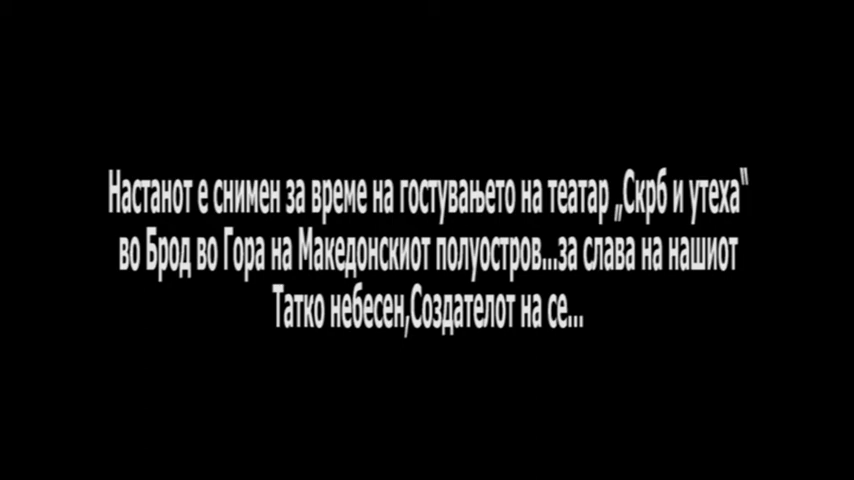 Настанот е снимен за време на гостувањето на театар „Скрб и утеха“
во Брод во Гора на Македонскиот полуостров...за слава на нашиот
Татко небесен,Создателот на се...